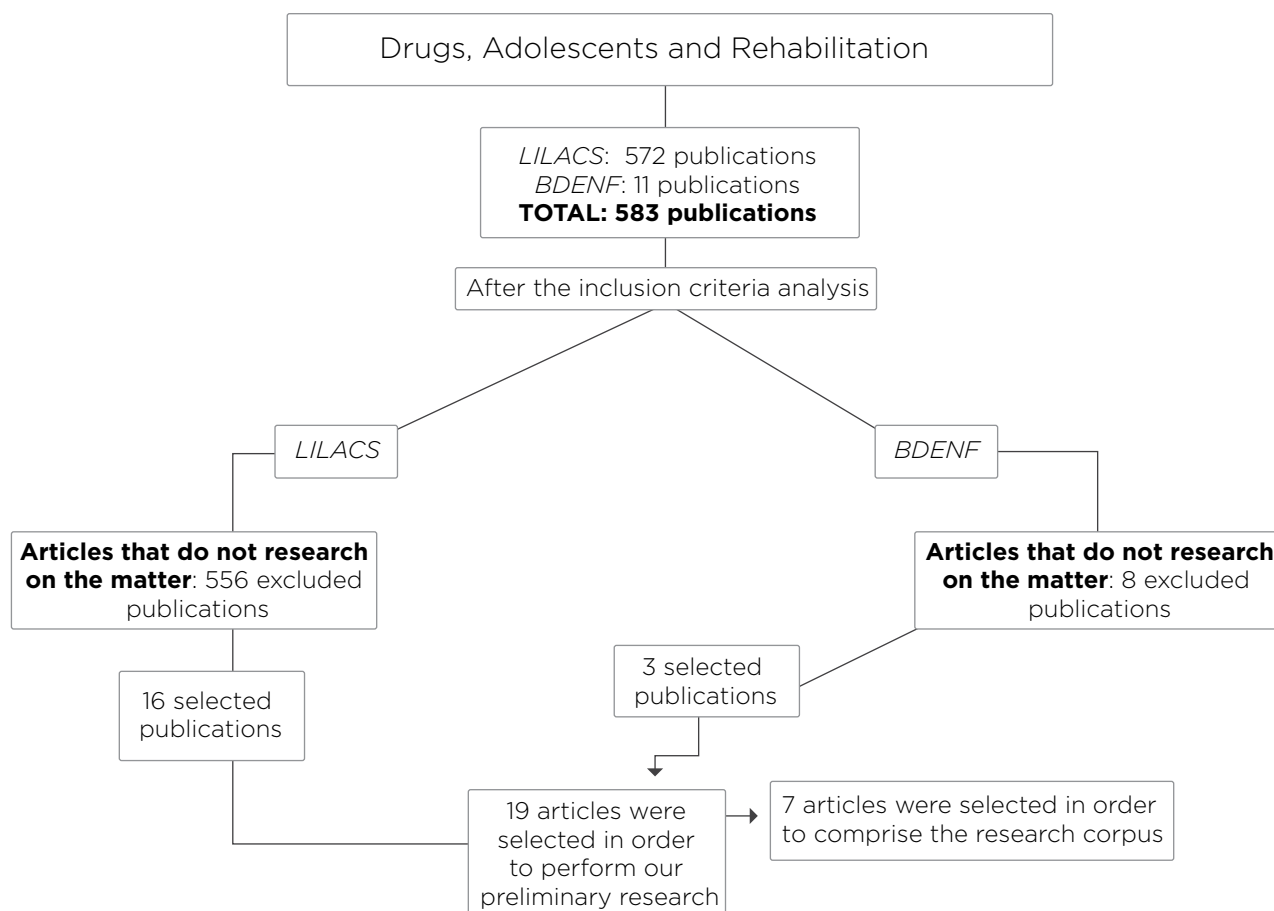 Drugs, Adolescents and Rehabilitation
LILACS: 572 publications
BDENF: 11 publications
TOTAL: 583 publications
After the inclusion criteria analysis
LILACS
BDENF
Articles that do not research
on the matter: 556 excluded
publications
Articles that do not research
on the matter: 8 excluded
publications
16 selected
publications
3 selected
publications
19 articles were
selected in order
to perform our
preliminary research
7 articles were selected in order
to comprise the research corpus